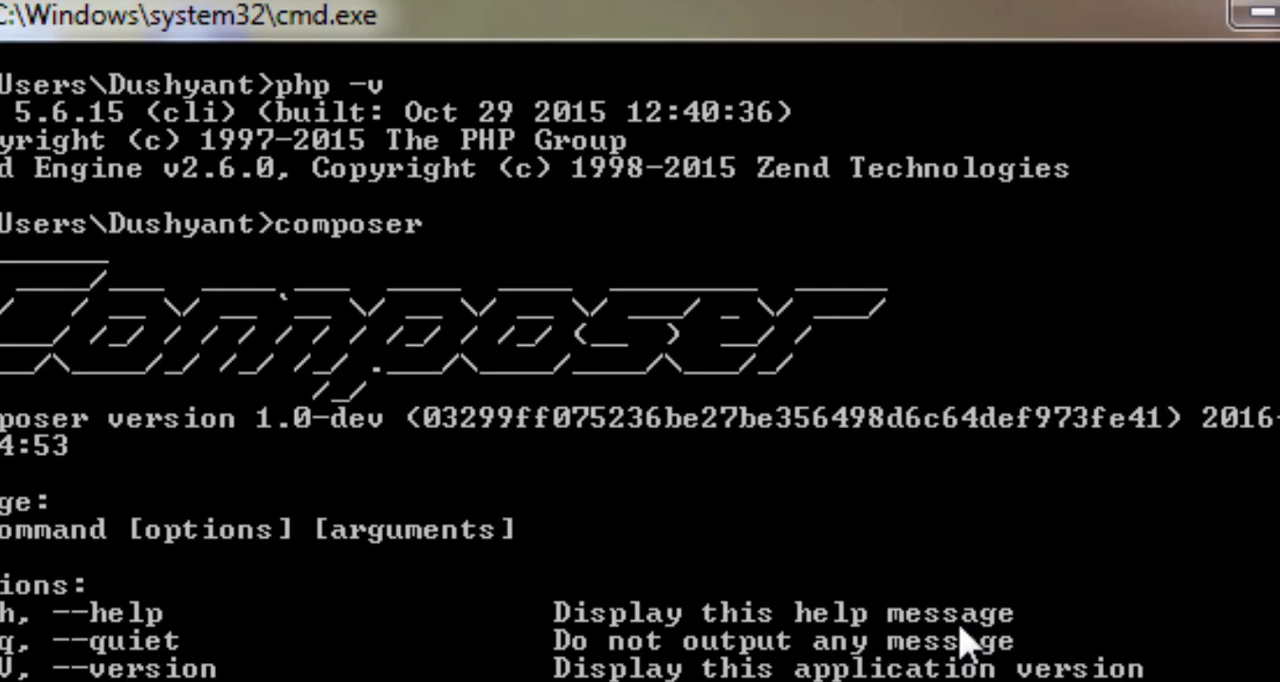 C:\Windows\system32\cmd.exe
Users\Dushyant>php -v
5.6.15 (cli) (built: Oct 29 2015 12:40:36)
yright (c) 1997-2015 The PHP Group
d Engine v2.6.0, Copyright (c) 1998-2015 Zend Technologies
Users\Dushyant>composer
Composer
poser version 1.0-dev (03299ff075236be27be356498d6c64def973fe41) 2016-
4:53
ge:
ommand [options] [arguments]
ions:
h, --help Display this help message
q, --quiet Do not output any message
V, --version Display this application version